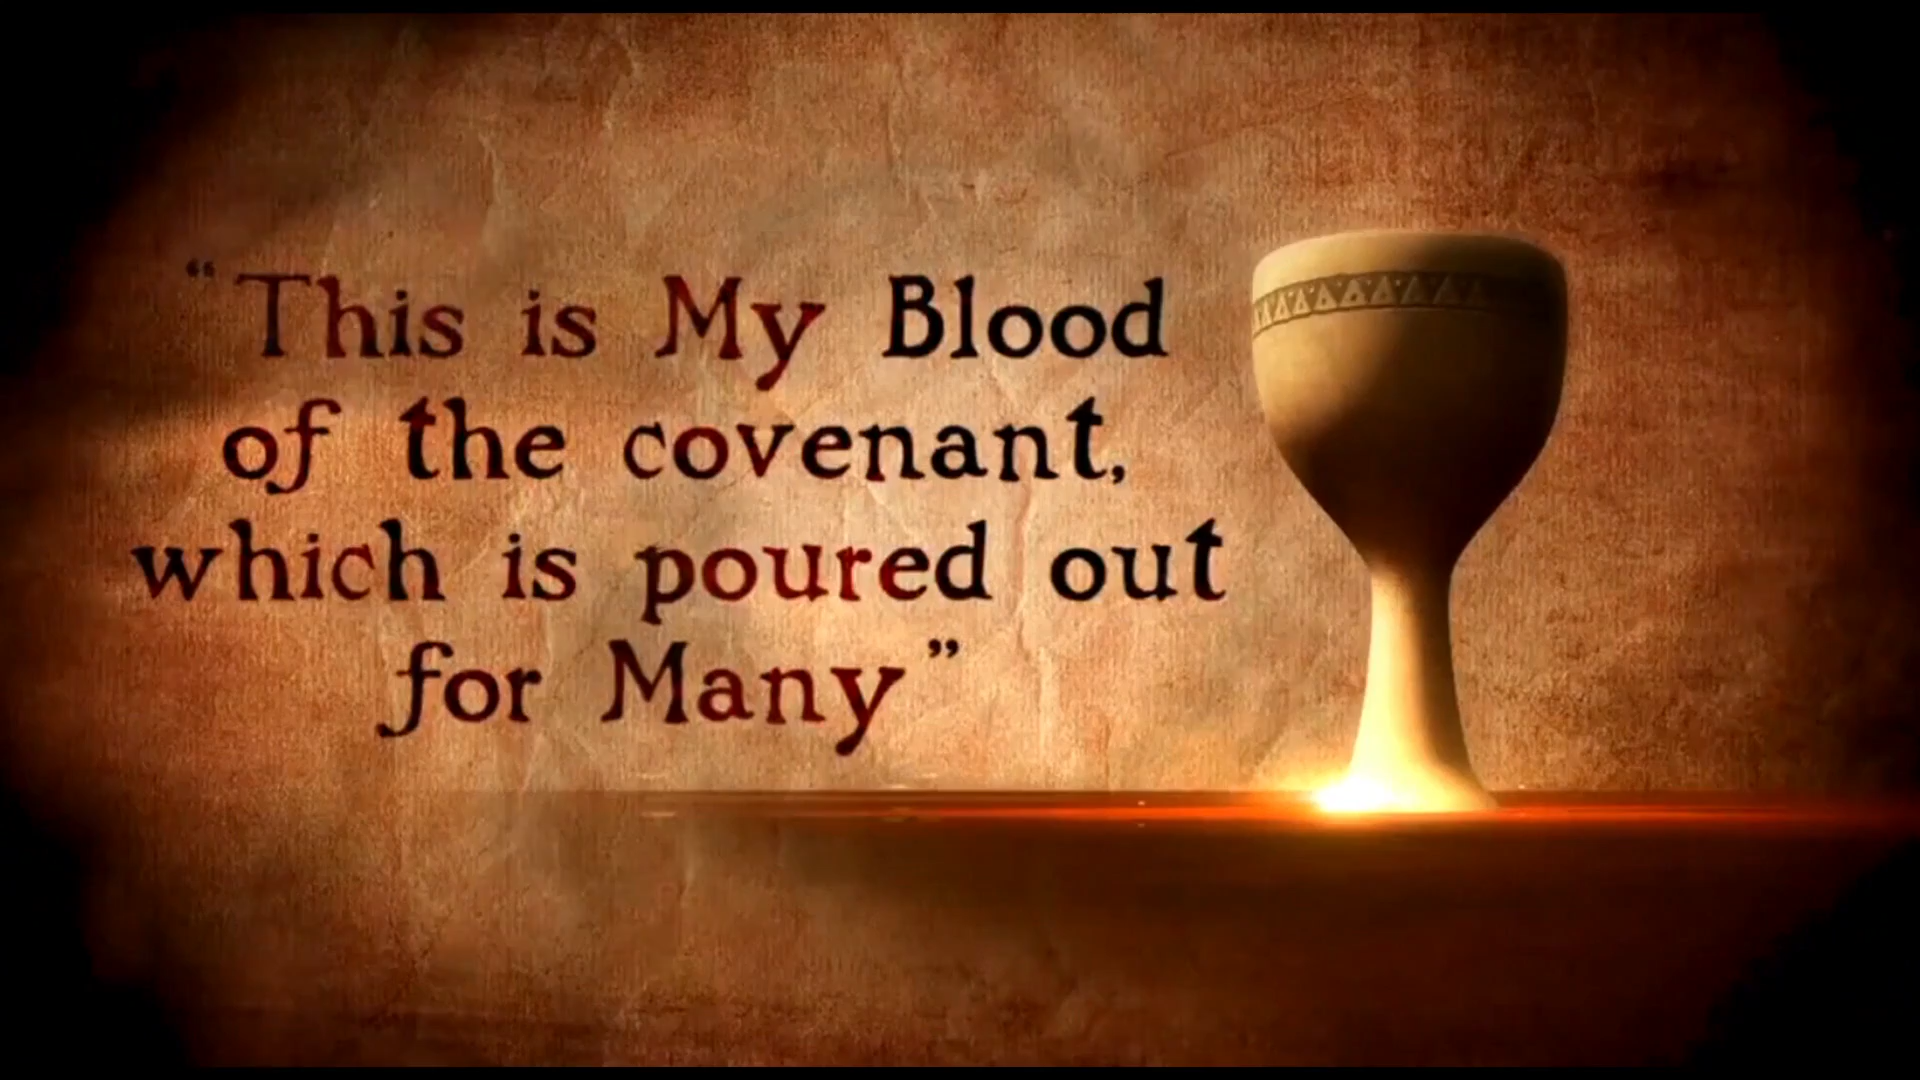 “This is My Blood
of the covenant,
which is poured out
for Many”